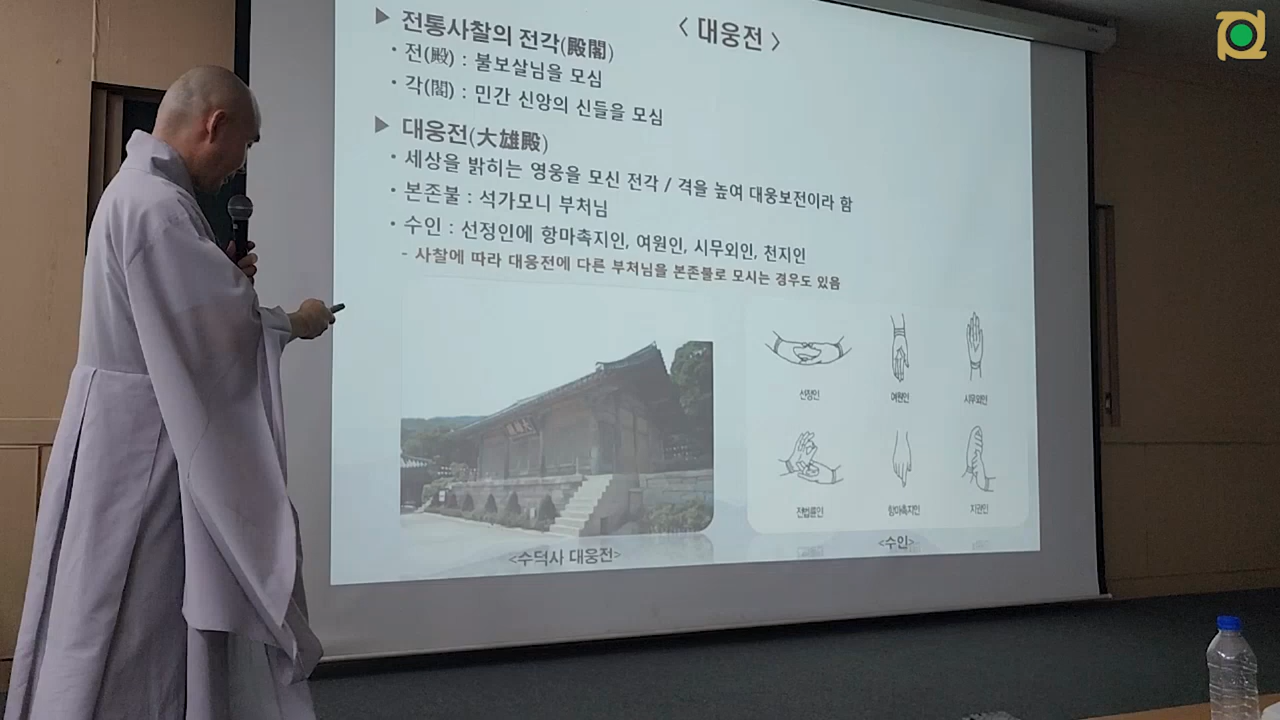 < 대웅전 >
▶ 전통사찰의 전각(殿閣)
· 전(殿) : 불보살님을 모심
· 각(閣) : 민간 신앙의 신들을 모심
▶ 대웅전(大雄殿)
· 세상을 밝히는 영웅을 모신 전각 / 격을 높여 대웅보전이라 함
· 본존불 : 석가모니 부처님
· 수인 : 선정인에 항마촉지인, 여원인, 시무외인, 천지인
- 사찰에 따라 대웅전에 다른 부처님을 본존불로 모시는 경우도 있음
선정인 여원인 시무외인
전법륜인 항마촉지인 지권인
<수덕사 대웅전>
<수인>